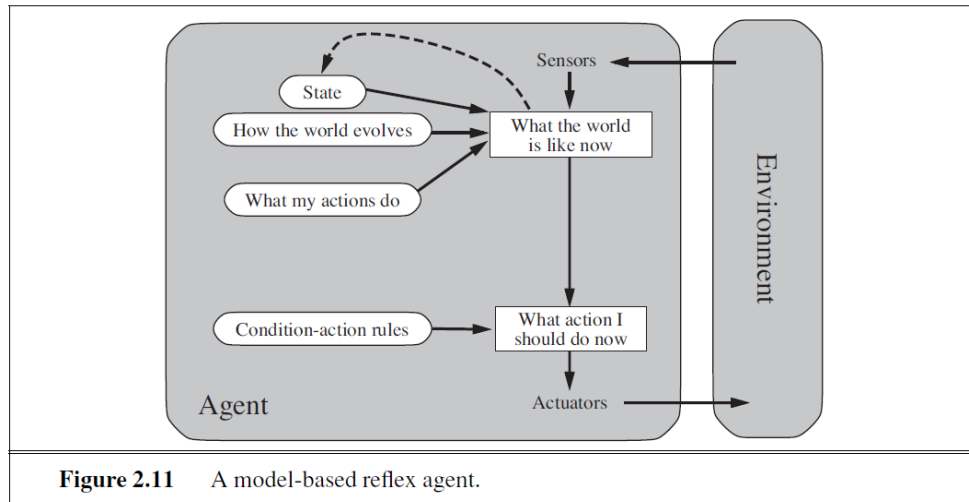 Sensors
State
How the world evolves
What the world
is like now
What my actions do
Condition-action rules
What action I
should do now
Agent
Actuators
Environment
Figure 2.11 A model-based reflex agent.